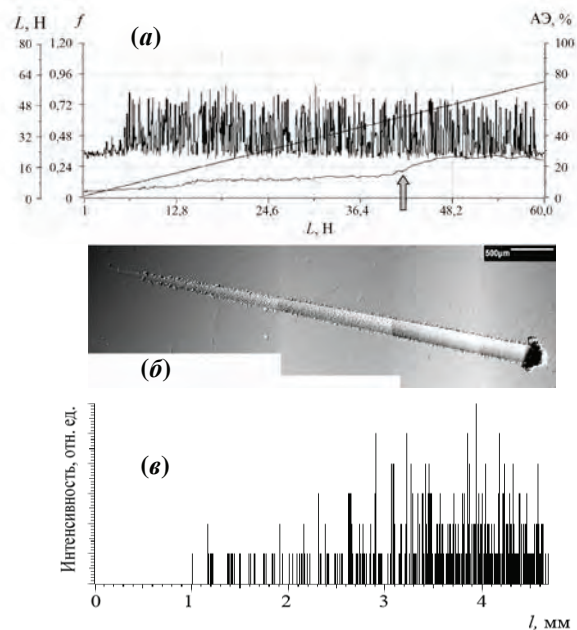 L, Н f (а) АЭ, %
80 1,20 100
64 0,96 80
48 0,72 60
32 0,48 40
16 0,24 20
0 0 0
1 12,8 24,6 36,4 48,2 60,0
L, Н
500µm
(б)
(в)
Интенсивность, отн. ед.
0 1 2 3 4
l, мм